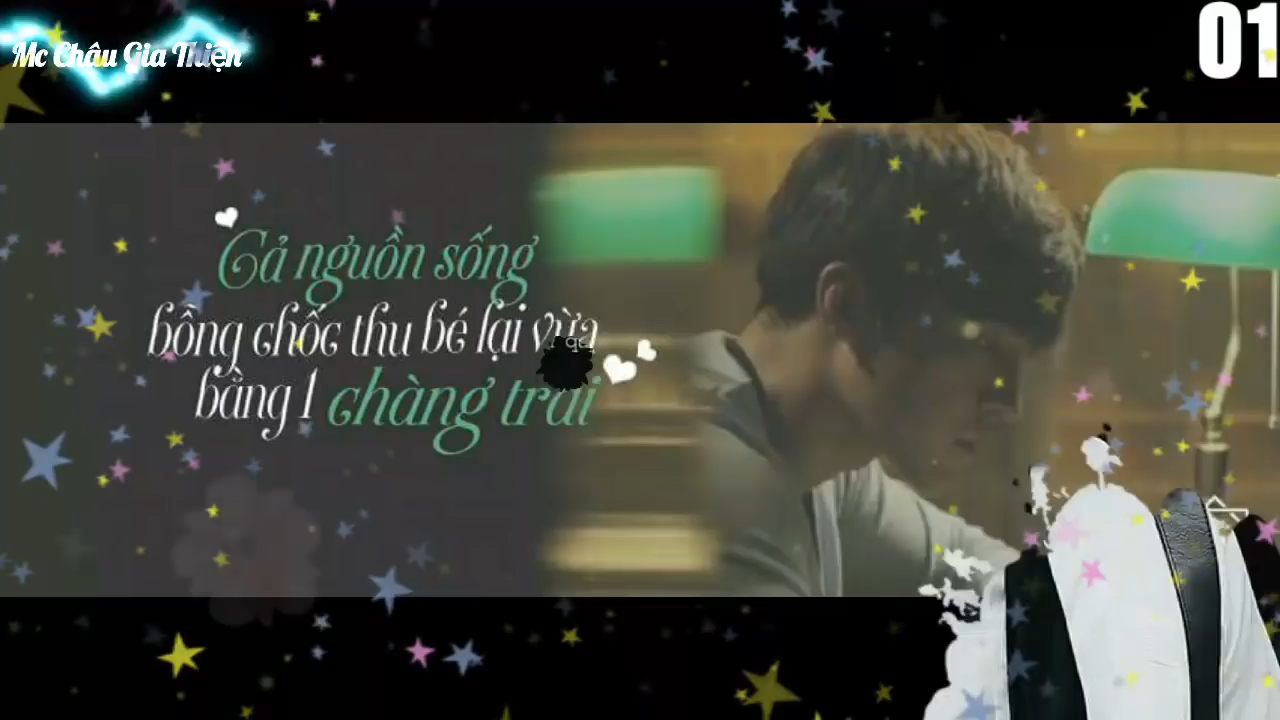 Mc Châu Gia Thiện
01
Cả nguồn sống
bỗng chốc thu bé lại vừa
bằng 1 chàng trai